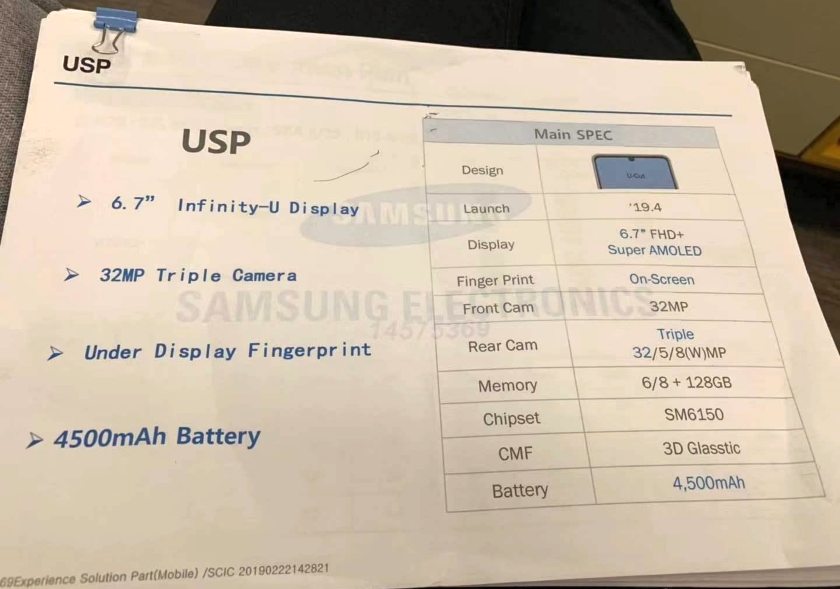 USP
USP
➢ 6.7” Infinity-U Display
➢ 32MP Triple Camera
➢ Under Display Fingerprint
➢ 4500mAh Battery
Main SPEC
Design U-Cut
Launch '19.4
Display 6.7" FHD+
Super AMOLED
Finger Print On-Screen
Front Cam 32MP
Rear Cam Triple
32/5/8(W)MP
Memory 6/8 + 128GB
Chipset SM6150
CMF 3D Glasstic
Battery 4,500mAh
SAMSUNG
SAMSUNG ELECTRONICS
14575369
69Experience Solution Part(Mobile) /SCIC 20190222142821